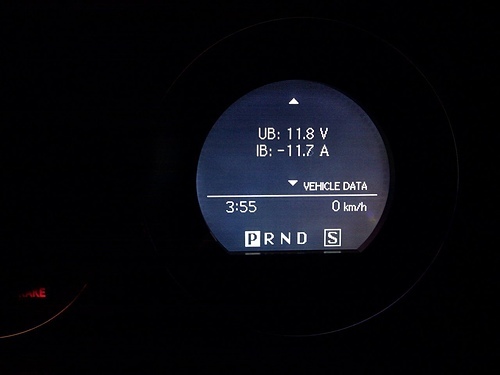 UB: 11.8 V
IB: -11.7 A
VEHICLE DATA
3:55 0 km/h
P R N D S